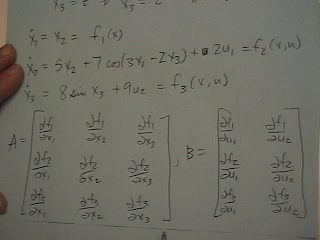 ẋ₁ = x₂ = f₁(x)
ẋ₂ = 5x₂ + 7cos(3x₁ - 2x₃) + 2u₁ = f₂(x,u)
ẋ₃ = 8 sin x₃ + 9u₂ = f₃(x,u)
A = [∂f₁/∂x₁ ∂f₁/∂x₂ ∂f₁/∂x₃ , B = [∂f₁/∂u₁ ∂f₁/∂u₂
∂f₂/∂x₁ ∂f₂/∂x₂ ∂f₂/∂x₃ ∂f₂/∂u₁ ∂f₂/∂u₂
∂f₃/∂x₁ ∂f₃/∂x₂ ∂f₃/∂x₃] ∂f₃/∂u₁ ∂f₃/∂u₂]